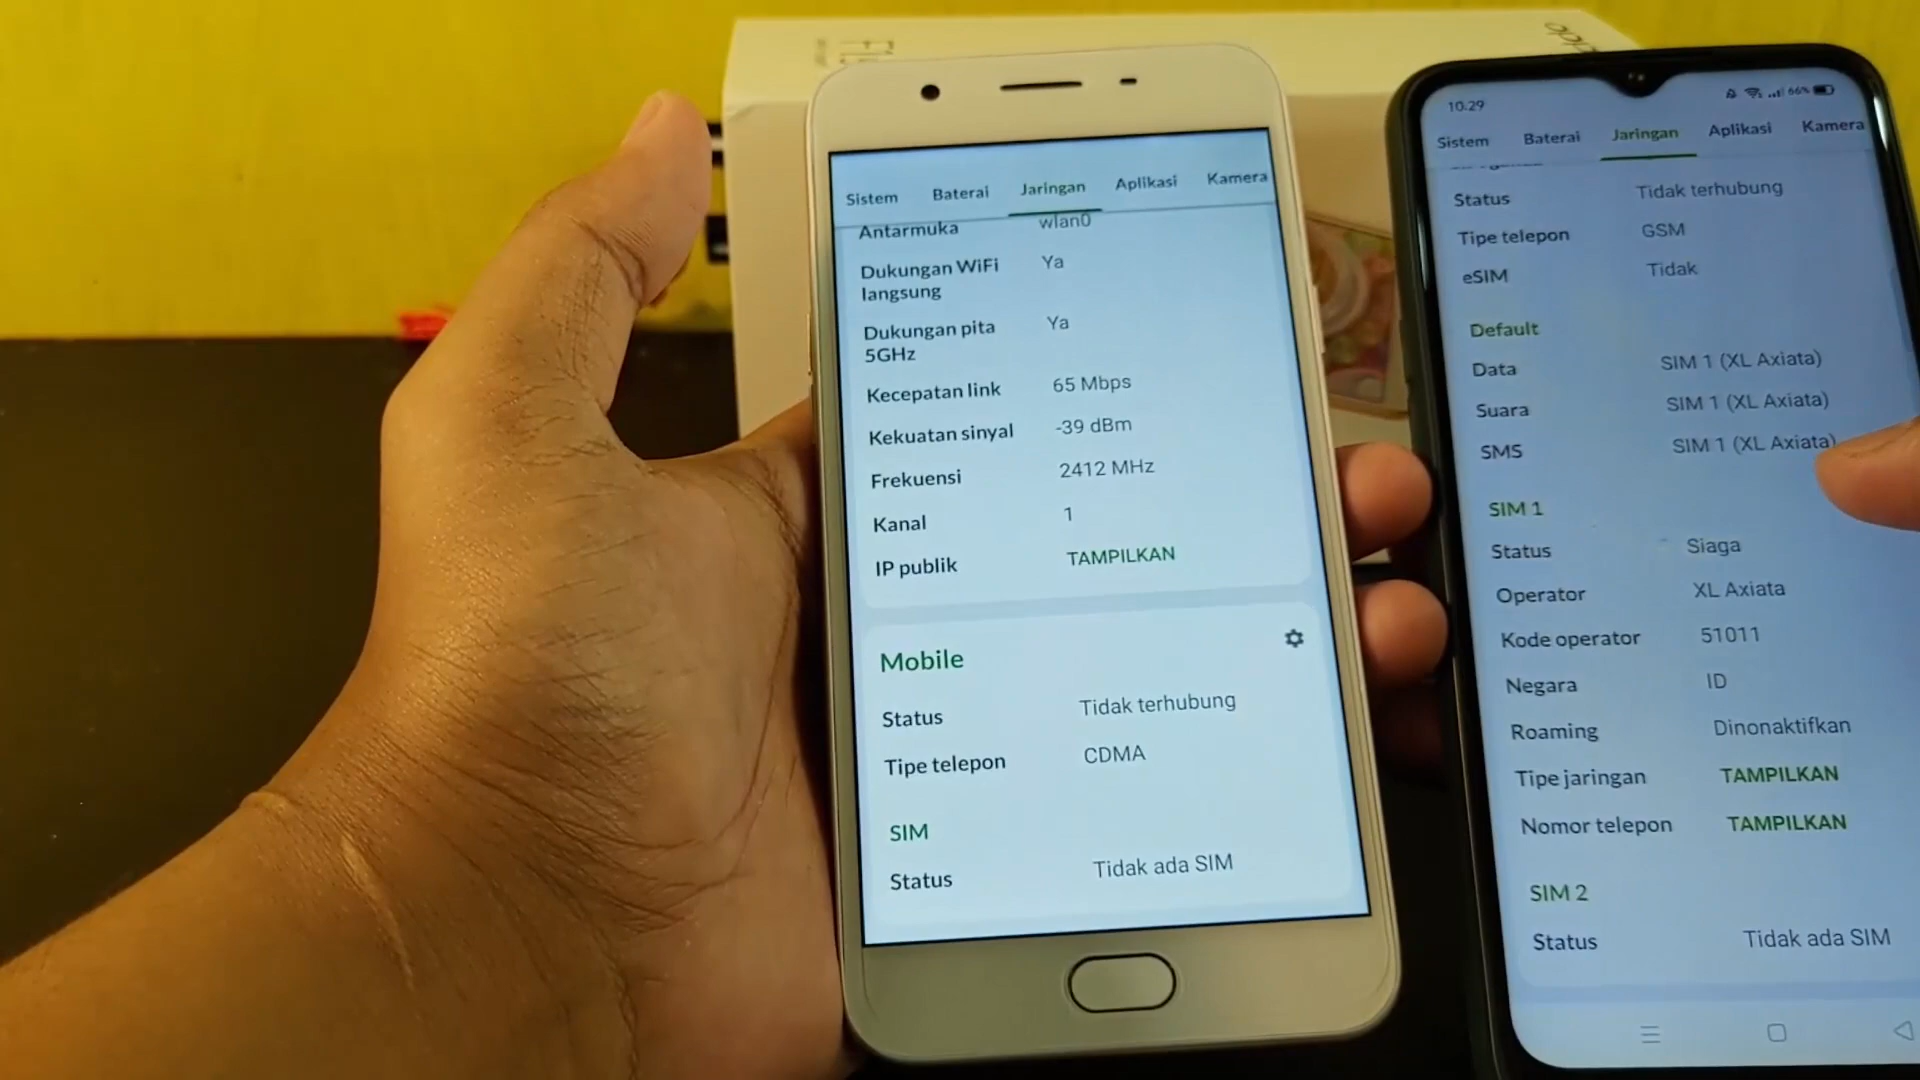 oppo
Sistem Baterai Jaringan Aplikasi Kamera
Antarmuka wlan0
Dukungan WiFi langsung Ya
Dukungan pita 5GHz Ya
Kecepatan link 65 Mbps
Kekuatan sinyal -39 dBm
Frekuensi 2412 MHz
Kanal 1
IP publik TAMPILKAN
Mobile
Status Tidak terhubung
Tipe telepon CDMA
SIM
Status Tidak ada SIM
10.29 66%
Sistem Baterai Jaringan Aplikasi Kamera
Status Tidak terhubung
Tipe telepon GSM
eSIM Tidak
Default
Data SIM 1 (XL Axiata)
Suara SIM 1 (XL Axiata)
SMS SIM 1 (XL Axiata)
SIM 1
Status Siaga
Operator XL Axiata
Kode operator 51011
Negara ID
Roaming Dinonaktifkan
Tipe jaringan TAMPILKAN
Nomor telepon TAMPILKAN
SIM 2
Status Tidak ada SIM